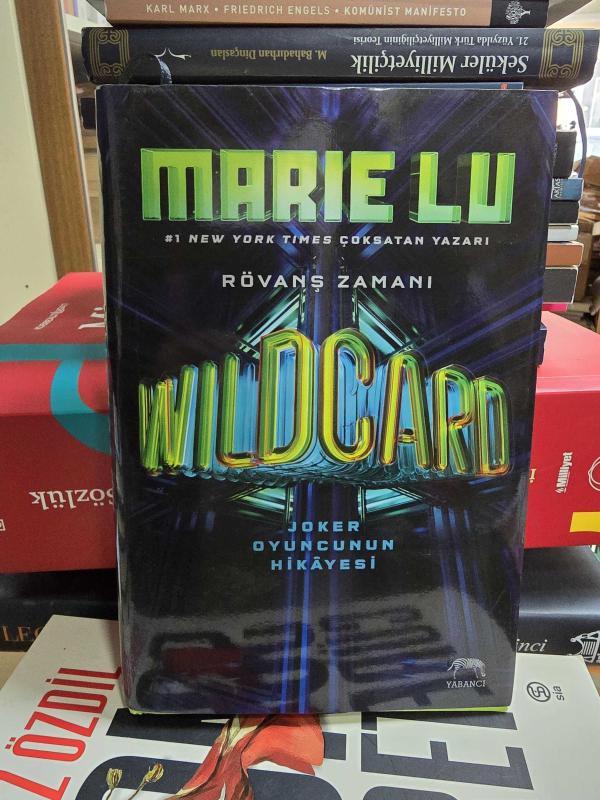 KARL MARX • FRIEDRICH ENGELS • KOMÜNİST MANİFESTO
21. Yüzyılda Türk Milliyetçiliğinin Teorisi
Seküler Milliyetçilik
M. Bahadırhan Dinçaslan
MARIE LU
#1 NEW YORK TIMES ÇOKSATAN YAZARI
RÖVANŞ ZAMANI
WILDCARD
JOKER
OYUNCUNUN
HİKÂYESİ
YABANCI
Sözlük
Milliyet
ÖZDİL
sia